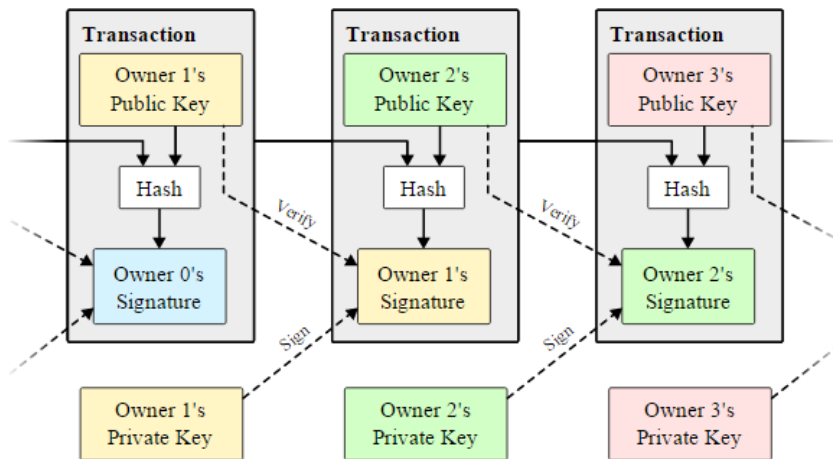 Transaction
Transaction
Transaction
Owner 1's
Public Key
Owner 2's
Public Key
Owner 3's
Public Key
Hash
Hash
Hash
Verify
Verify
Owner 0's
Signature
Owner 1's
Signature
Owner 2's
Signature
Sign
Sign
Owner 1's
Private Key
Owner 2's
Private Key
Owner 3's
Private Key